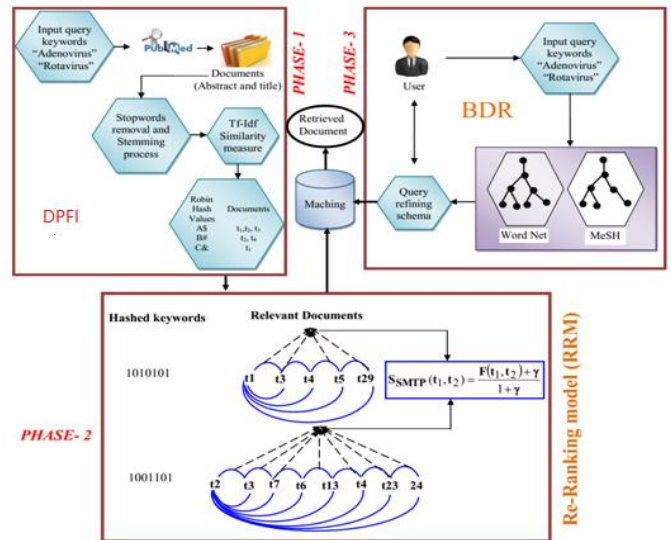 Input query
keywords
“Adenovirus”
“Rotavirus”
PubMed
Documents
(Abstract and title)
Stopwords
removal and
Stemming
process
Tf-Idf
Similarity
measure
Robin
Hash
Values Documents
A$ t₁,t₂, t₃
B# t₂, t₄
C&
DPFI
.
PHASE- 1
PHASE- 3
Retrieved
Document
Maching
User
Input query
keywords
“Adenovirus”
“Rotavirus”
BDR
Query
refining
schema
Word Net
MeSH
Hashed keywords Relevant Documents
1010101
t1 t3 t4 t5 t29
S_SMTP (t₁, t₂) = F(t₁, t₂) + γ / 1 + γ
PHASE- 2
1001101
t2 t3 t7 t6 t13 t4 t23 24
Re-Ranking model (RRM)